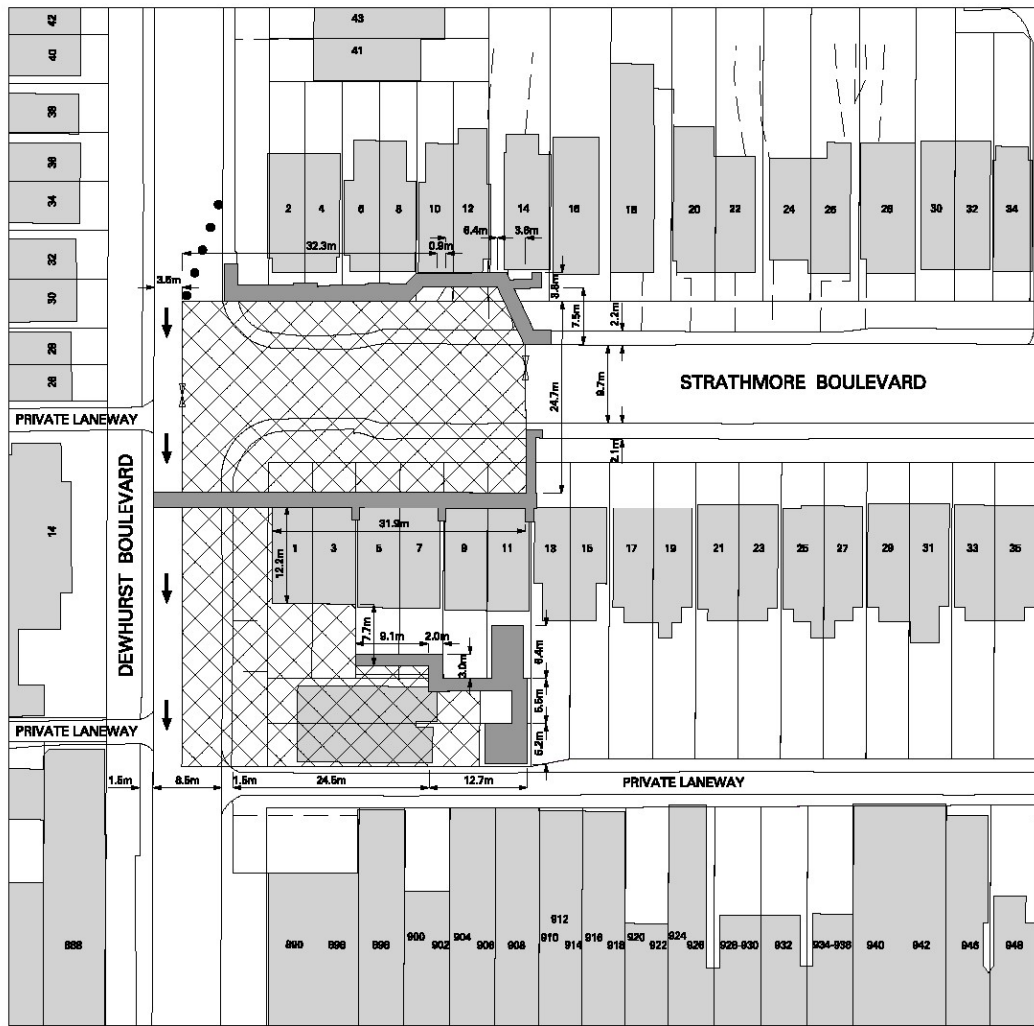 42
43
40
41
38
36
34
2
4
6
8
10
12
14
16
18
20
22
24
26
28
30
32
34
6.4m
3.6m
32.3m
0.9m
32
30
3.5m
3.8m
7.5m
2.2m
28
26
24.7m
9.7m
STRATHMORE BOULEVARD
PRIVATE LANEWAY
2.1m
DEWHURST BOULEVARD
14
31.9m
1
3
5
7
9
11
13
15
17
19
21
23
25
27
29
31
33
35
12.2m
7.7m
9.1m
2.0m
3.0m
6.4m
5.5m
5.2m
PRIVATE LANEWAY
1.5m
8.5m
1.5m
24.5m
12.7m
PRIVATE LANEWAY
888
890
896
898
900
902
904
906
908
910
912
914
916
918
920
922
924
926
928-930
932
934-938
940
942
946
948